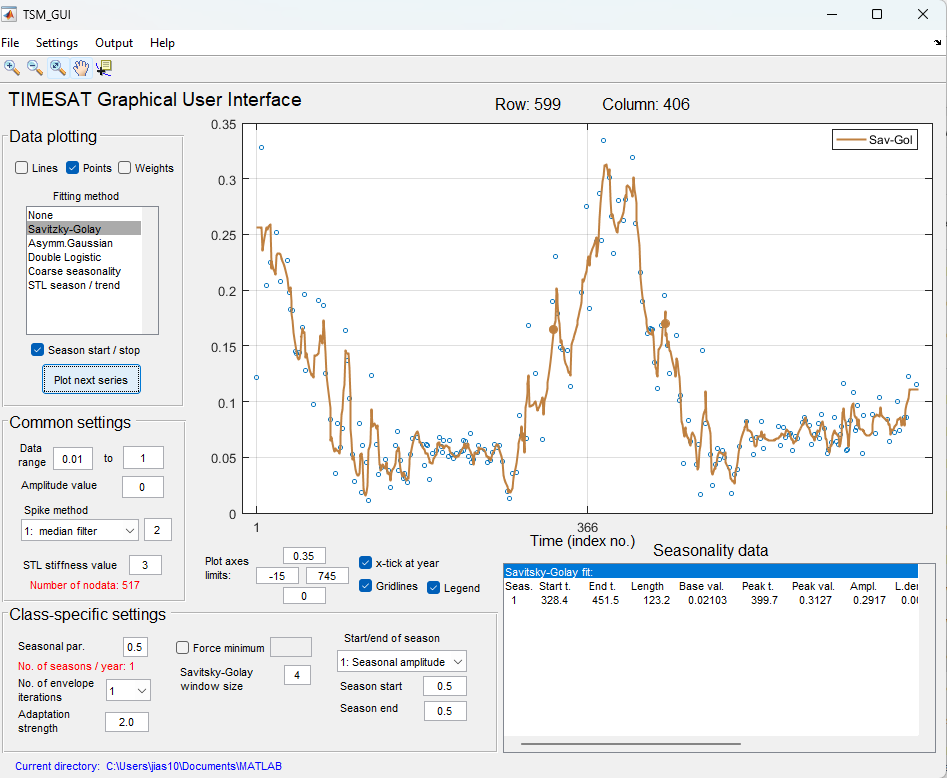 TSM_GUI
File Settings Output Help
TIMESAT Graphical User Interface
Row: 599 Column: 406
Data plotting
Lines Points Weights
Fitting method
None
Savitzky-Golay
Asymm.Gaussian
Double Logistic
Coarse seasonality
STL season / trend
Season start / stop
Plot next series
Common settings
Data
range 0.01 to 1
Amplitude value 0
Spike method
1: median filter 2
STL stiffness value 3
Number of nodata: 517
0.35
0.3
0.25
0.2
0.15
0.1
0.05
0
1 366
Time (index no.)
Sav-Gol
Plot axes
limits:
0.35
-15 745
0
x-tick at year
Gridlines Legend
Seasonality data
Savitsky-Golay fit:
Seas. Start t. End t. Length Base val. Peak t. Peak val. Ampl. L.der
1 328.4 451.5 123.2 0.02103 399.7 0.3127 0.2917 0.00
Class-specific settings
Seasonal par. 0.5
No. of seasons / year: 1
No. of envelope
iterations 1
Adaptation
strength 2.0
Force minimum
Savitsky-Golay
window size 4
Start/end of season
1: Seasonal amplitude
Season start 0.5
Season end 0.5
Current directory: C:\Users\jias10\Documents\MATLAB